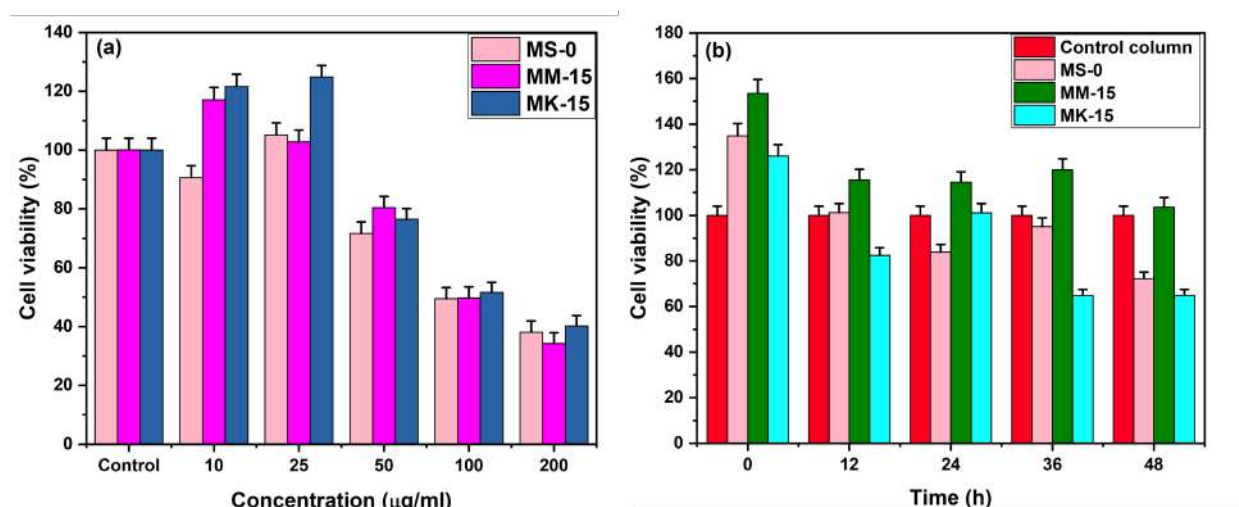 (a)
MS-0
MM-15
MK-15
140
120
100
80
60
40
20
0
Cell viability (%)
Control 10 25 50 100 200
Concentration (μg/ml)
(b)
Control column
MS-0
MM-15
MK-15
180
160
140
120
100
80
60
40
20
0
Cell viability (%)
0 12 24 36 48
Time (h)